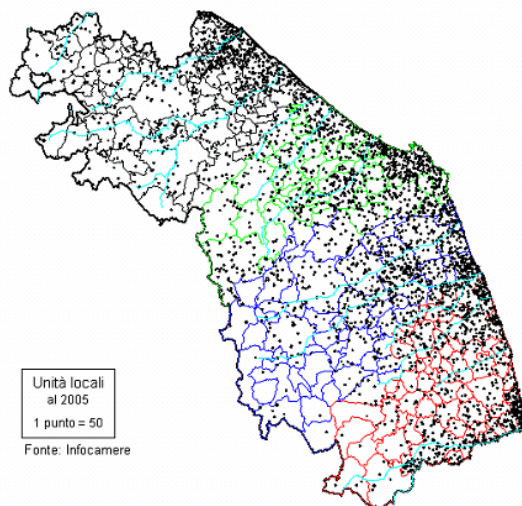 Unità locali
al 2005
1 punto = 50
Fonte: Infocamere